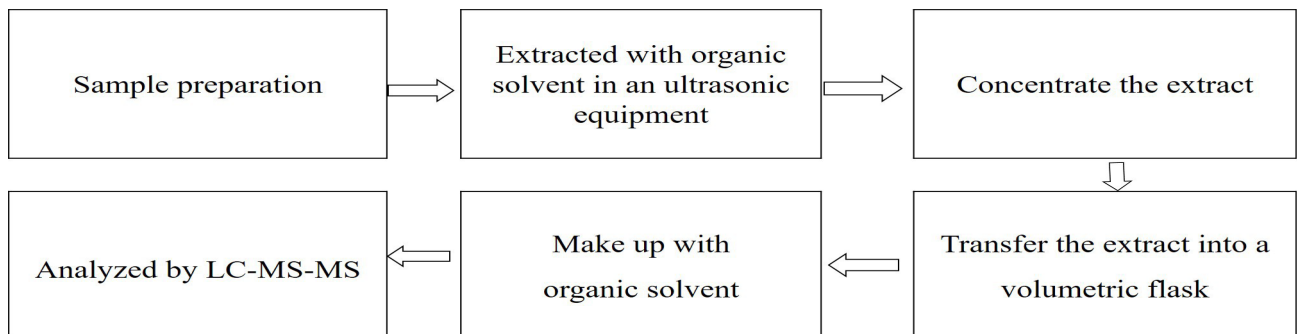 Sample preparation
Extracted with organic
solvent in an ultrasonic
equipment
Concentrate the extract
Transfer the extract into a
volumetric flask
Make up with
organic solvent
Analyzed by LC-MS-MS